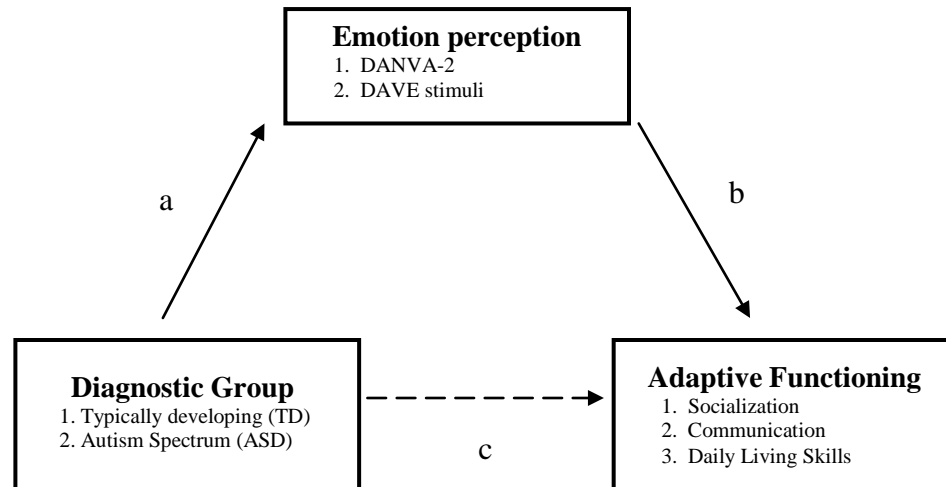 Emotion perception
1. DANVA-2
2. DAVE stimuli
a
b
Diagnostic Group
1. Typically developing (TD)
2. Autism Spectrum (ASD)
Adaptive Functioning
1. Socialization
2. Communication
3. Daily Living Skills
c